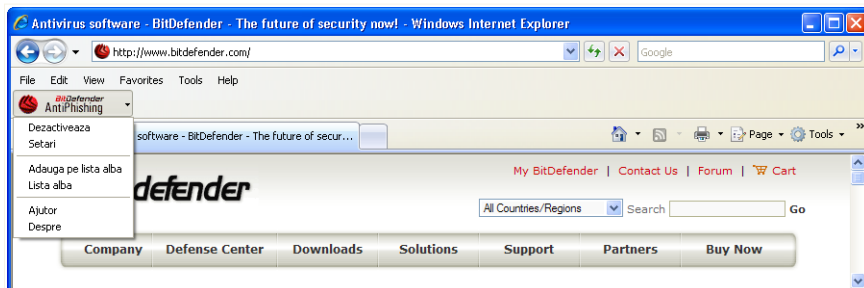 Antivirus software - BitDefender - The future of security now! - Windows Internet Explorer
http://www.bitdefender.com/
Google
File Edit View Favorites Tools Help
BitDefender
AntiPhishing
software - BitDefender - The future of secur...
Page Tools »
Dezactiveaza
Setari
Adauga pe lista alba
Lista alba
Ajutor
Despre
defender
My BitDefender | Contact Us | Forum | Cart
All Countries/Regions Search Go
Company Defense Center Downloads Solutions Support Partners Buy Now